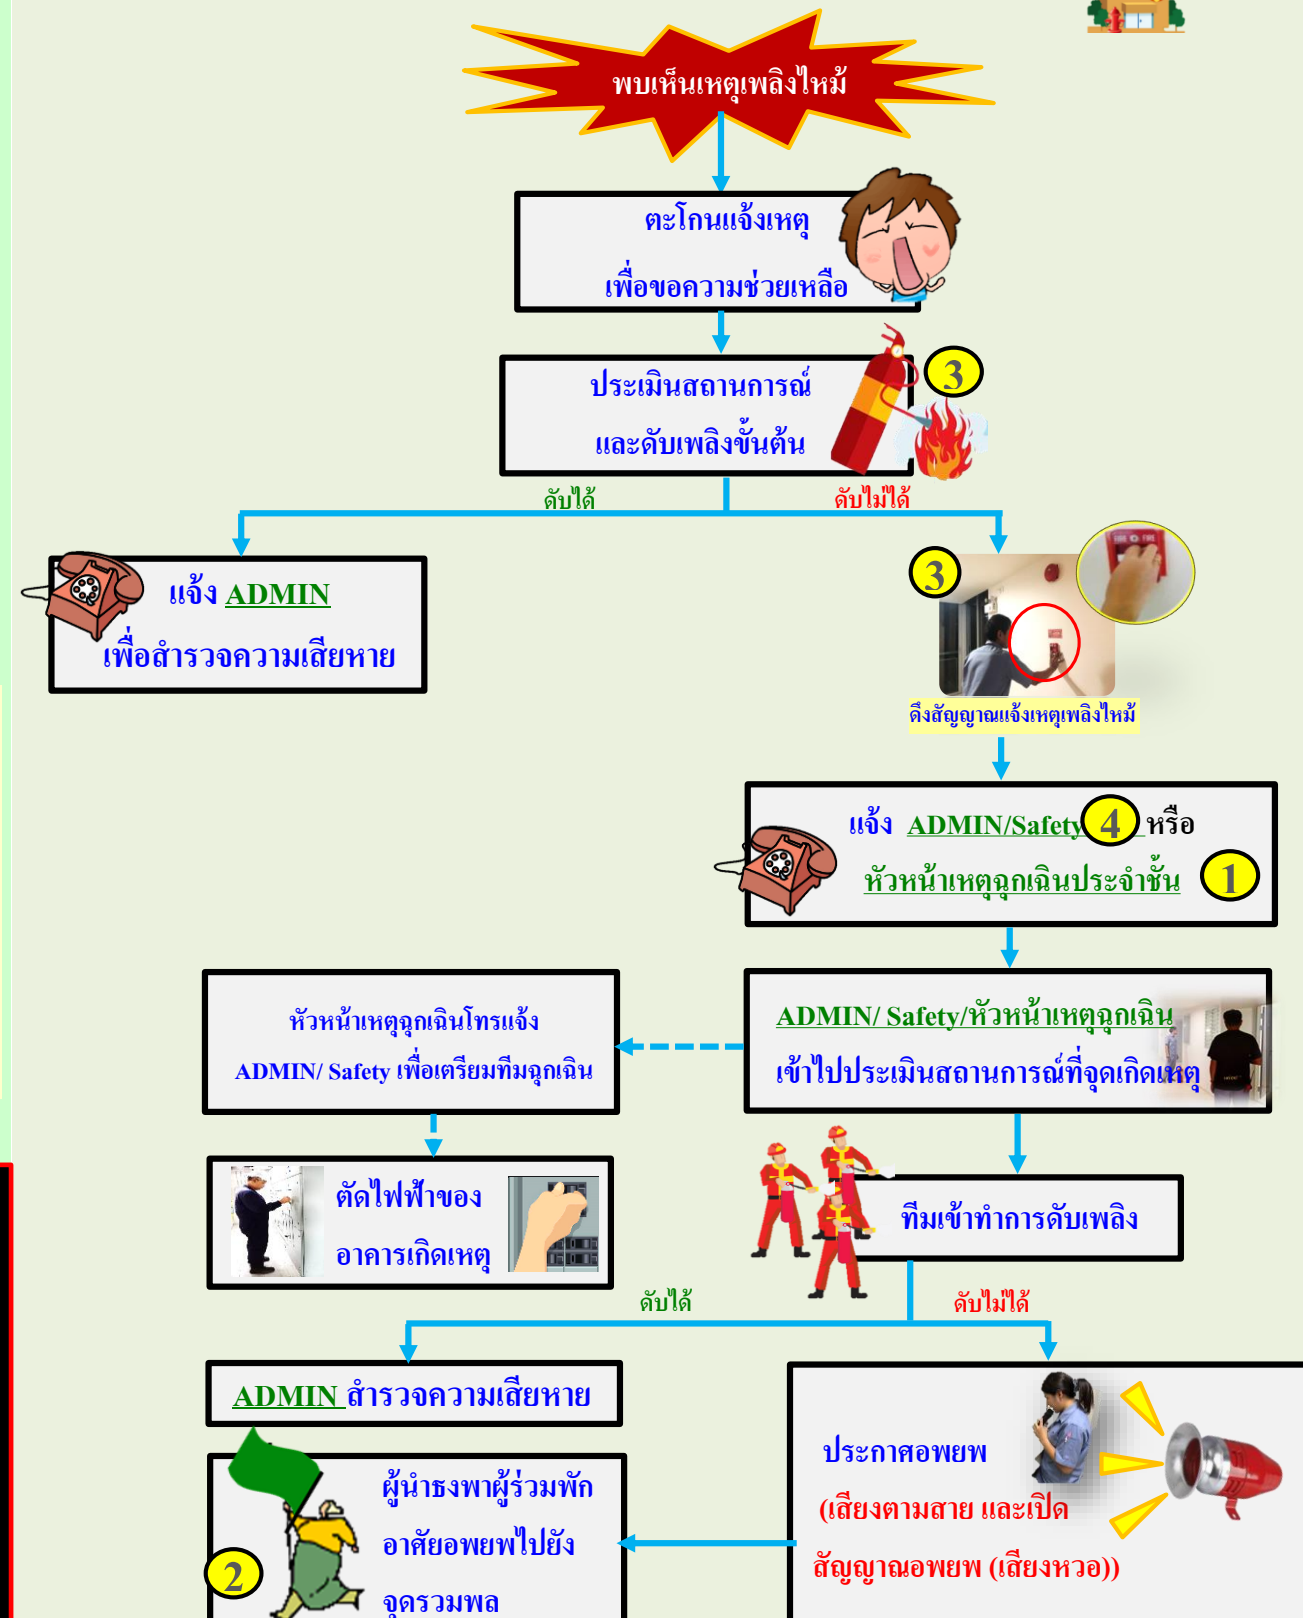 พบเห็นเหตุเพลิงไหม้
ตะโกนแจ้งเหตุ
เพื่อขอความช่วยเหลือ
ประเมินสถานการณ์
และดับเพลิงขั้นต้น
3
ดับได้
ดับไม่ได้
แจ้ง ADMIN
เพื่อสำรวจความเสียหาย
3
FIRE FIRE
ดึงสัญญาณแจ้งเหตุเพลิงไหม้
แจ้ง ADMIN/Safety 4 หรือ
หัวหน้าเหตุฉุกเฉินประจำชั้น 1
ADMIN/ Safety/หัวหน้าเหตุฉุกเฉิน
เข้าไปประเมินสถานการณ์ที่จุดเกิดเหตุ
หัวหน้าเหตุฉุกเฉินโทรแจ้ง
ADMIN/ Safety เพื่อเตรียมทีมฉุกเฉิน
ตัดไฟฟ้าของ
อาคารเกิดเหตุ
ทีมเข้าทำการดับเพลิง
ดับได้
ดับไม่ได้
ADMIN สำรวจความเสียหาย
ประกาศอพยพ
(เสียงตามสาย และเปิด
สัญญาณอพยพ (เสียงหวอ))
ผู้นำธงพาผู้ร่วมพัก
อาศัยอพยพไปยัง
จุดรวมพล
2